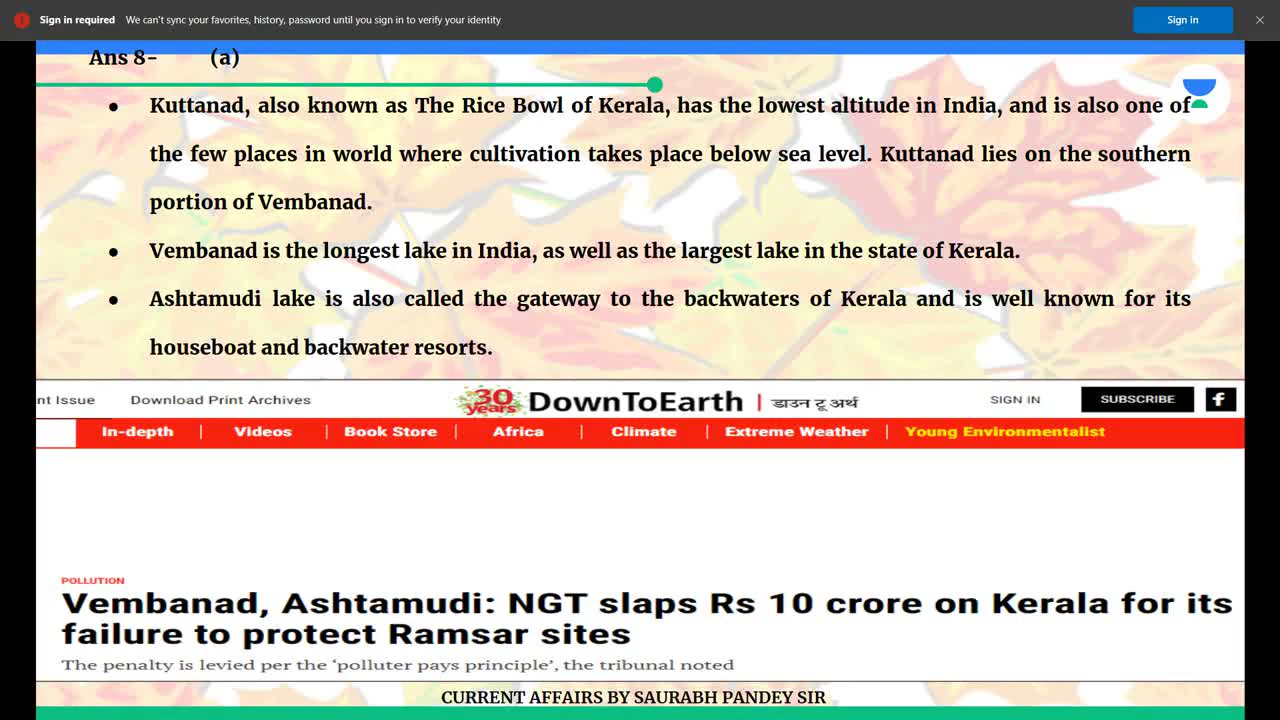 Sign in required We can't sync your favorites, history, password until you sign in to verify your identity Sign in
Ans 8- (a)
● Kuttanad, also known as The Rice Bowl of Kerala, has the lowest altitude in India, and is also one of
the few places in world where cultivation takes place below sea level. Kuttanad lies on the southern
portion of Vembanad.
● Vembanad is the longest lake in India, as well as the largest lake in the state of Kerala.
● Ashtamudi lake is also called the gateway to the backwaters of Kerala and is well known for its
houseboat and backwater resorts.
nt Issue Download Print Archives 30 years DownToEarth | डाउन टू अर्थ SIGN IN SUBSCRIBE f
In-depth | Videos | Book Store | Africa | Climate | Extreme Weather | Young Environmentalist
POLLUTION
Vembanad, Ashtamudi: NGT slaps Rs 10 crore on Kerala for its
failure to protect Ramsar sites
The penalty is levied per the ‘polluter pays principle’, the tribunal noted
CURRENT AFFAIRS BY SAURABH PANDEY SIR